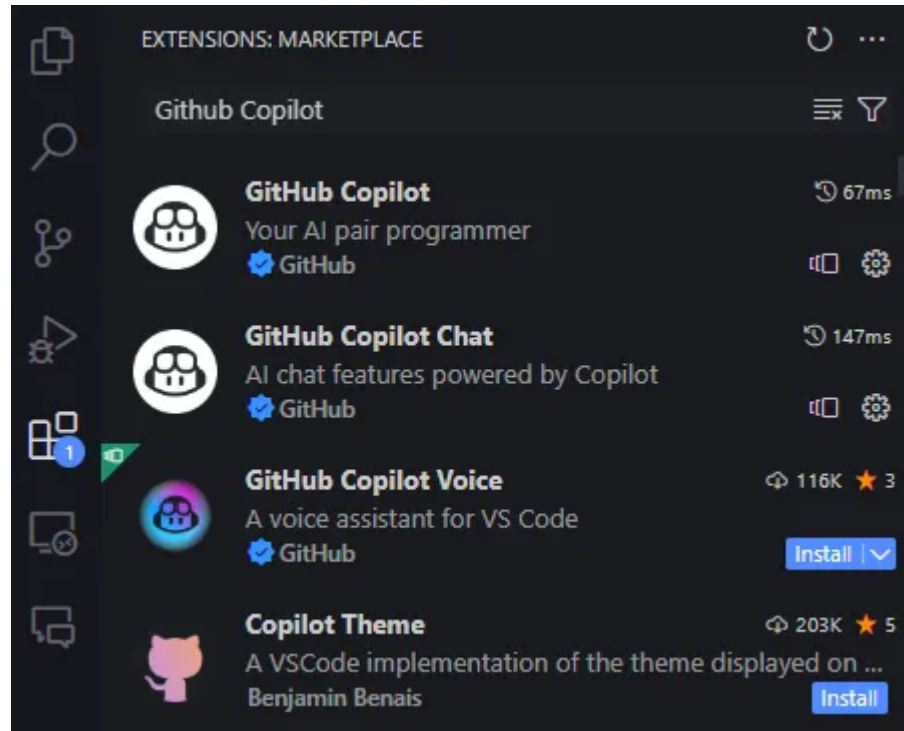 EXTENSIONS: MARKETPLACE
Github Copilot
GitHub Copilot 67ms
Your AI pair programmer
GitHub
GitHub Copilot Chat 147ms
AI chat features powered by Copilot
GitHub
1
GitHub Copilot Voice 116K 3
A voice assistant for VS Code
GitHub Install
Copilot Theme 203K 5
A VSCode implementation of the theme displayed on ...
Benjamin Benais Install